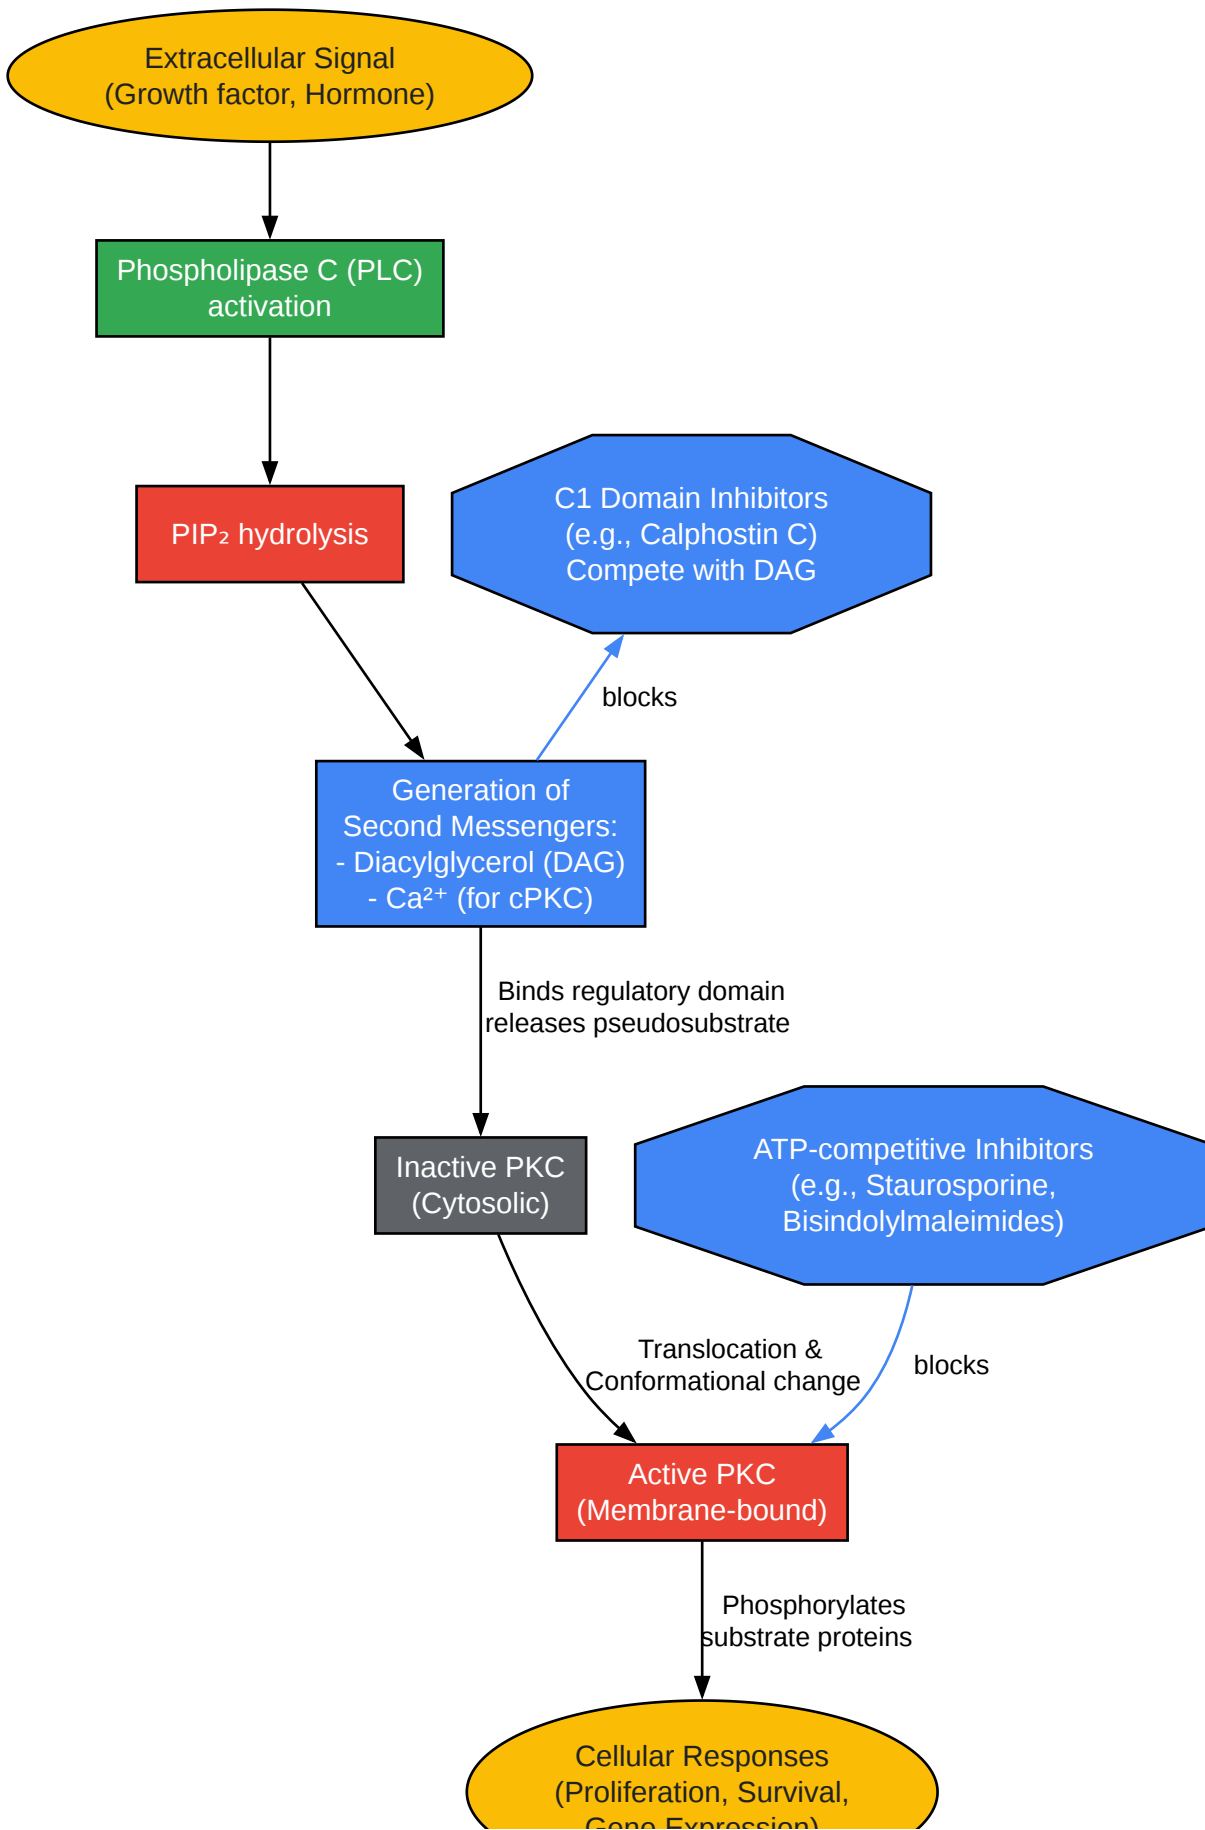 Extracellular Signal
(Growth factor, Hormone)
Phospholipase C (PLC)
activation
PIP₂ hydrolysis
C1 Domain Inhibitors
(e.g., Calphostin C)
Compete with DAG
blocks
Generation of
Second Messengers:
- Diacylglycerol (DAG)
- Ca²⁺ (for cPKC)
Binds regulatory domain
releases pseudosubstrate
Inactive PKC
(Cytosolic)
ATP-competitive Inhibitors
(e.g., Staurosporine,
Bisindolylmaleimides)
Translocation &
Conformational change
blocks
Active PKC
(Membrane-bound)
Phosphorylates
substrate proteins
Cellular Responses
(Proliferation, Survival,
Gene Expression)